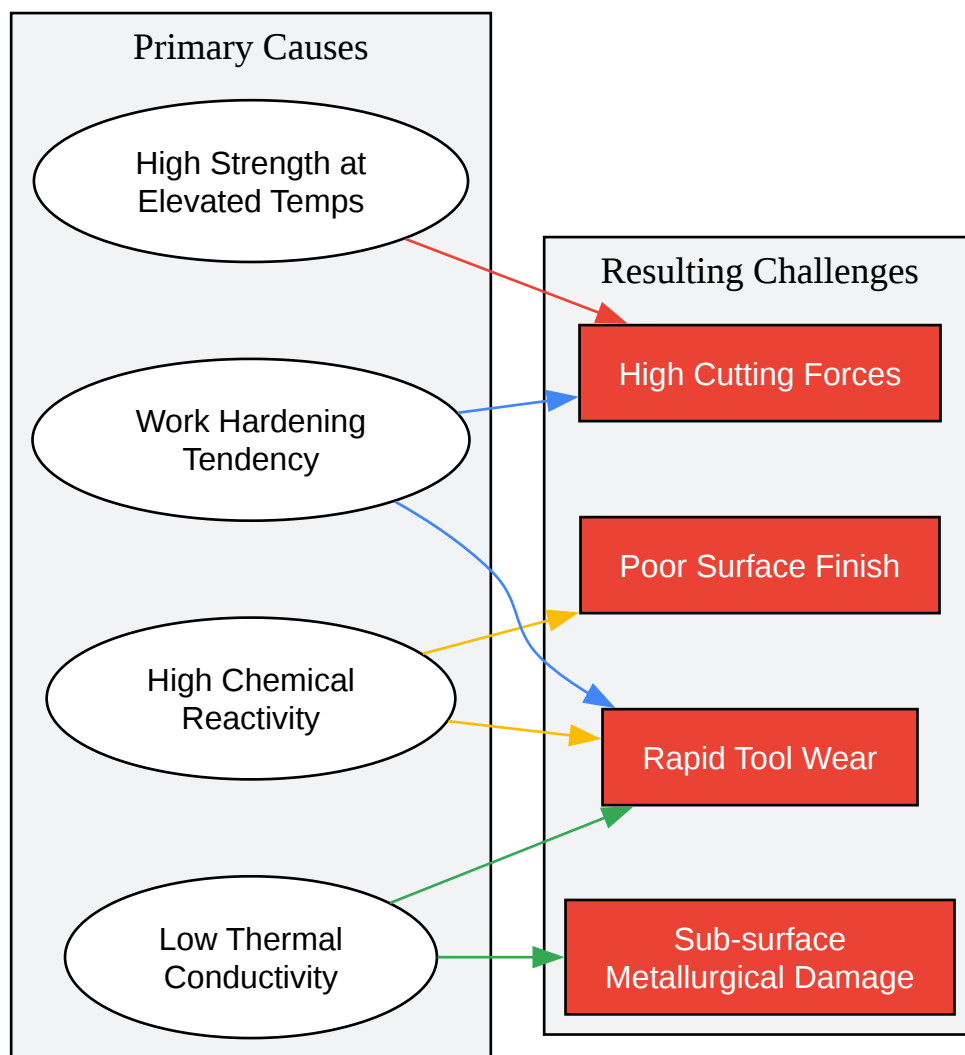 Primary Causes
High Strength at
Elevated Temps
Work Hardening
Tendency
High Chemical
Reactivity
Low Thermal
Conductivity
Resulting Challenges
High Cutting Forces
Poor Surface Finish
Rapid Tool Wear
Sub-surface
Metallurgical Damage